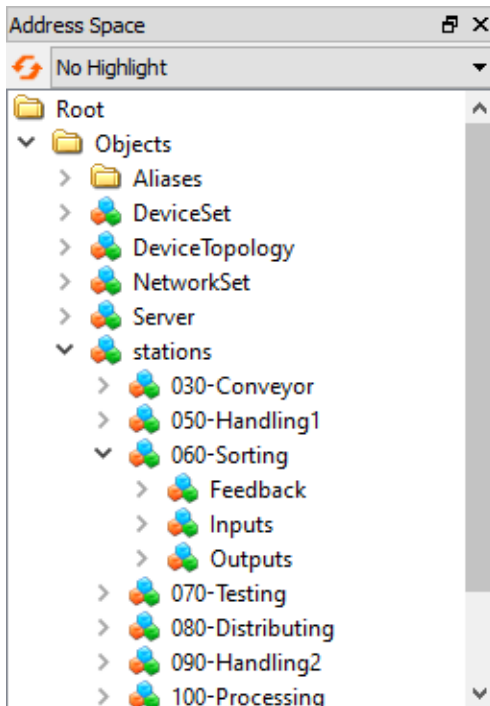 Address Space
No Highlight
Root
Objects
Aliases
DeviceSet
DeviceTopology
NetworkSet
Server
stations
030-Conveyor
050-Handling1
060-Sorting
Feedback
Inputs
Outputs
070-Testing
080-Distributing
090-Handling2
100-Processing